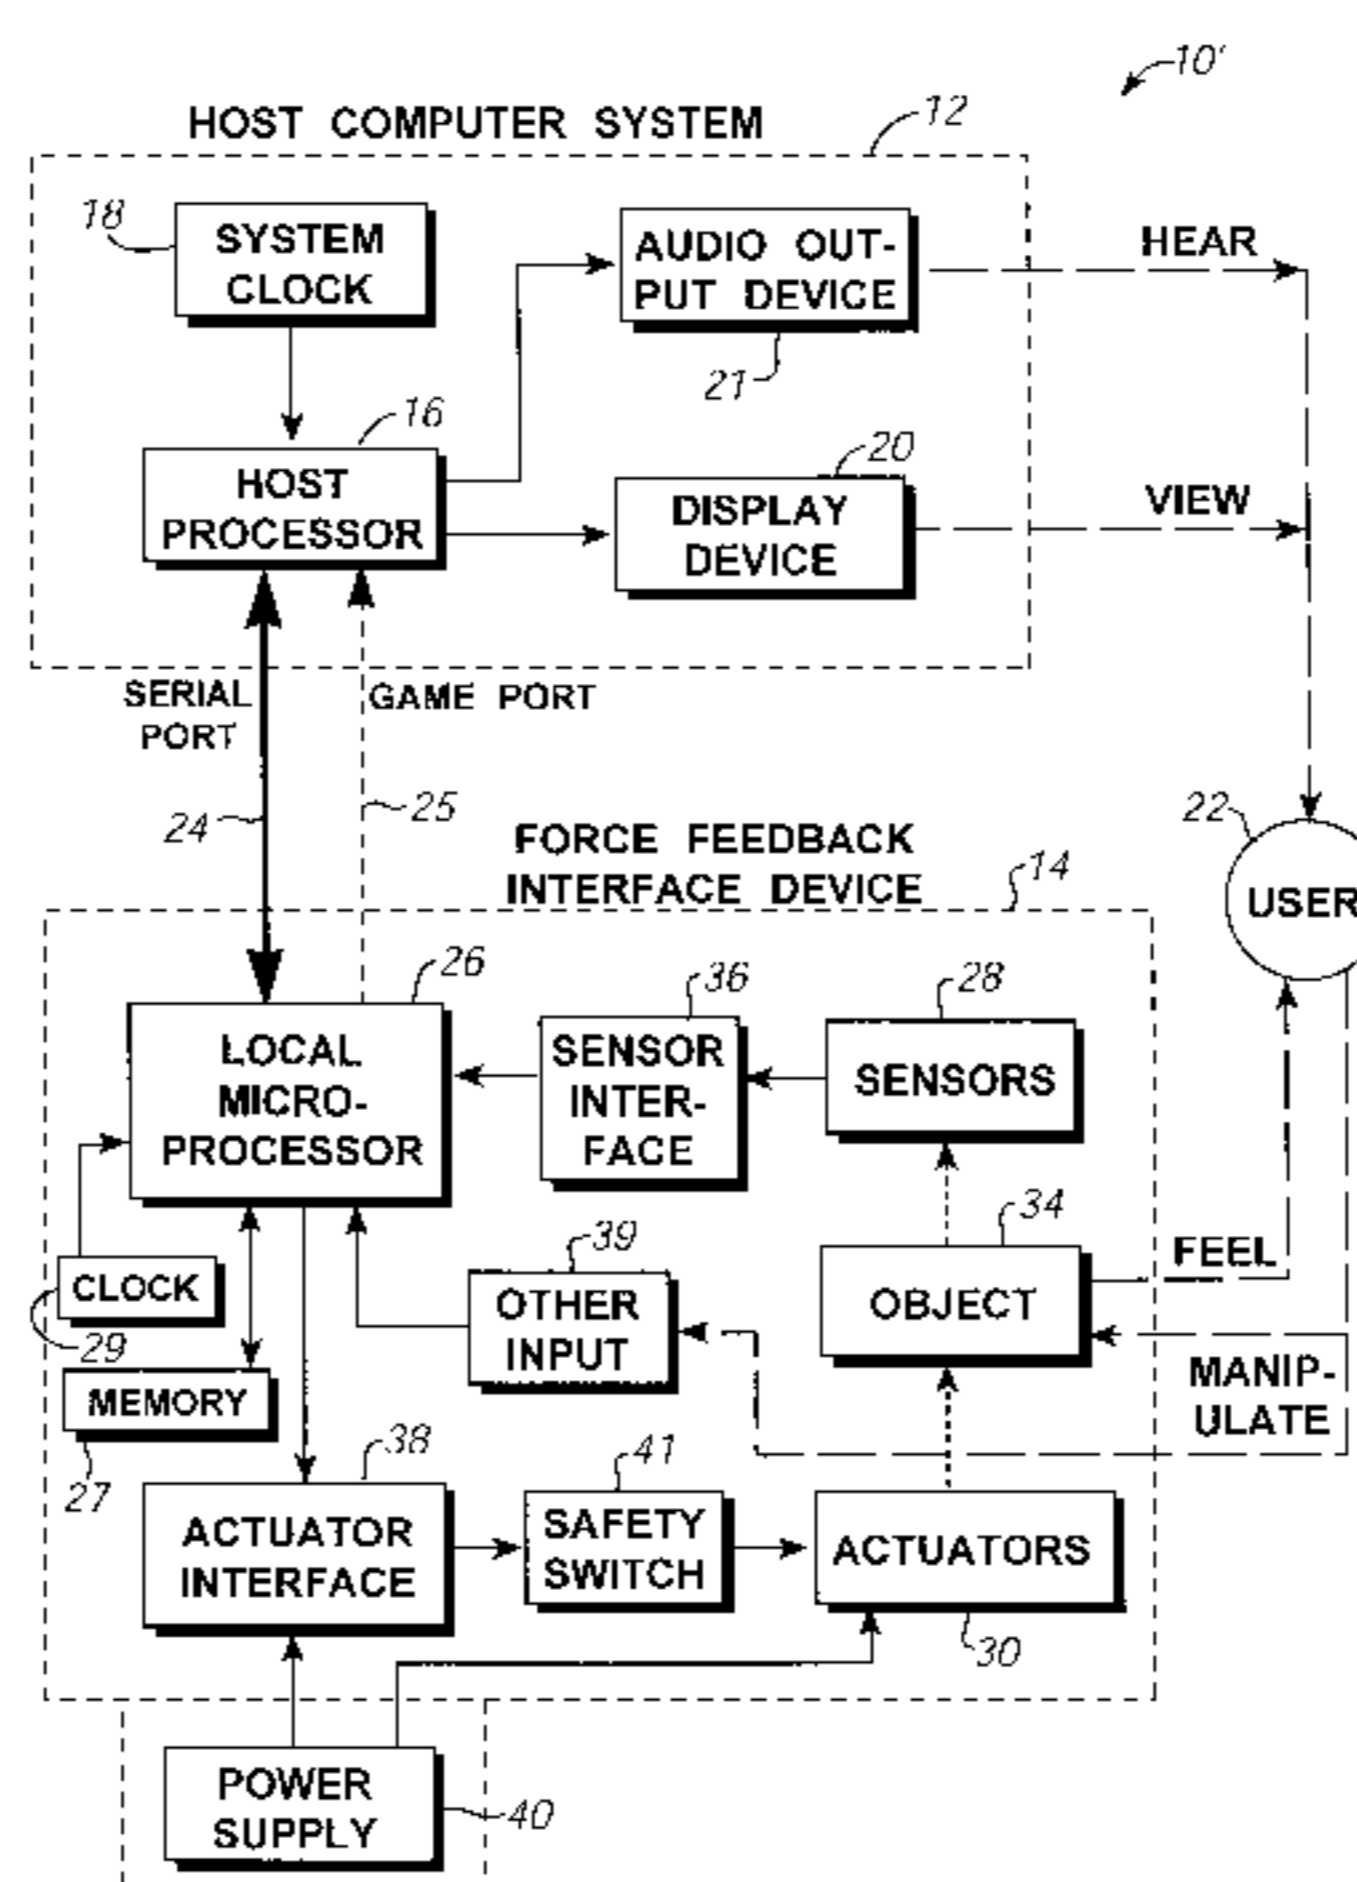 10'
HOST COMPUTER SYSTEM
12
18
SYSTEM
CLOCK
AUDIO OUT-
PUT DEVICE
21
HEAR
16
HOST
PROCESSOR
20
DISPLAY
DEVICE
VIEW
SERIAL
PORT
GAME PORT
24
25
FORCE FEEDBACK
INTERFACE DEVICE
14
22
USER
26
LOCAL
MICRO-
PROCESSOR
36
SENSOR
INTER-
FACE
28
SENSORS
CLOCK
29
MEMORY
27
39
OTHER
INPUT
34
OBJECT
FEEL
MANIP-
ULATE
38
ACTUATOR
INTERFACE
41
SAFETY
SWITCH
ACTUATORS
30
POWER
SUPPLY
40